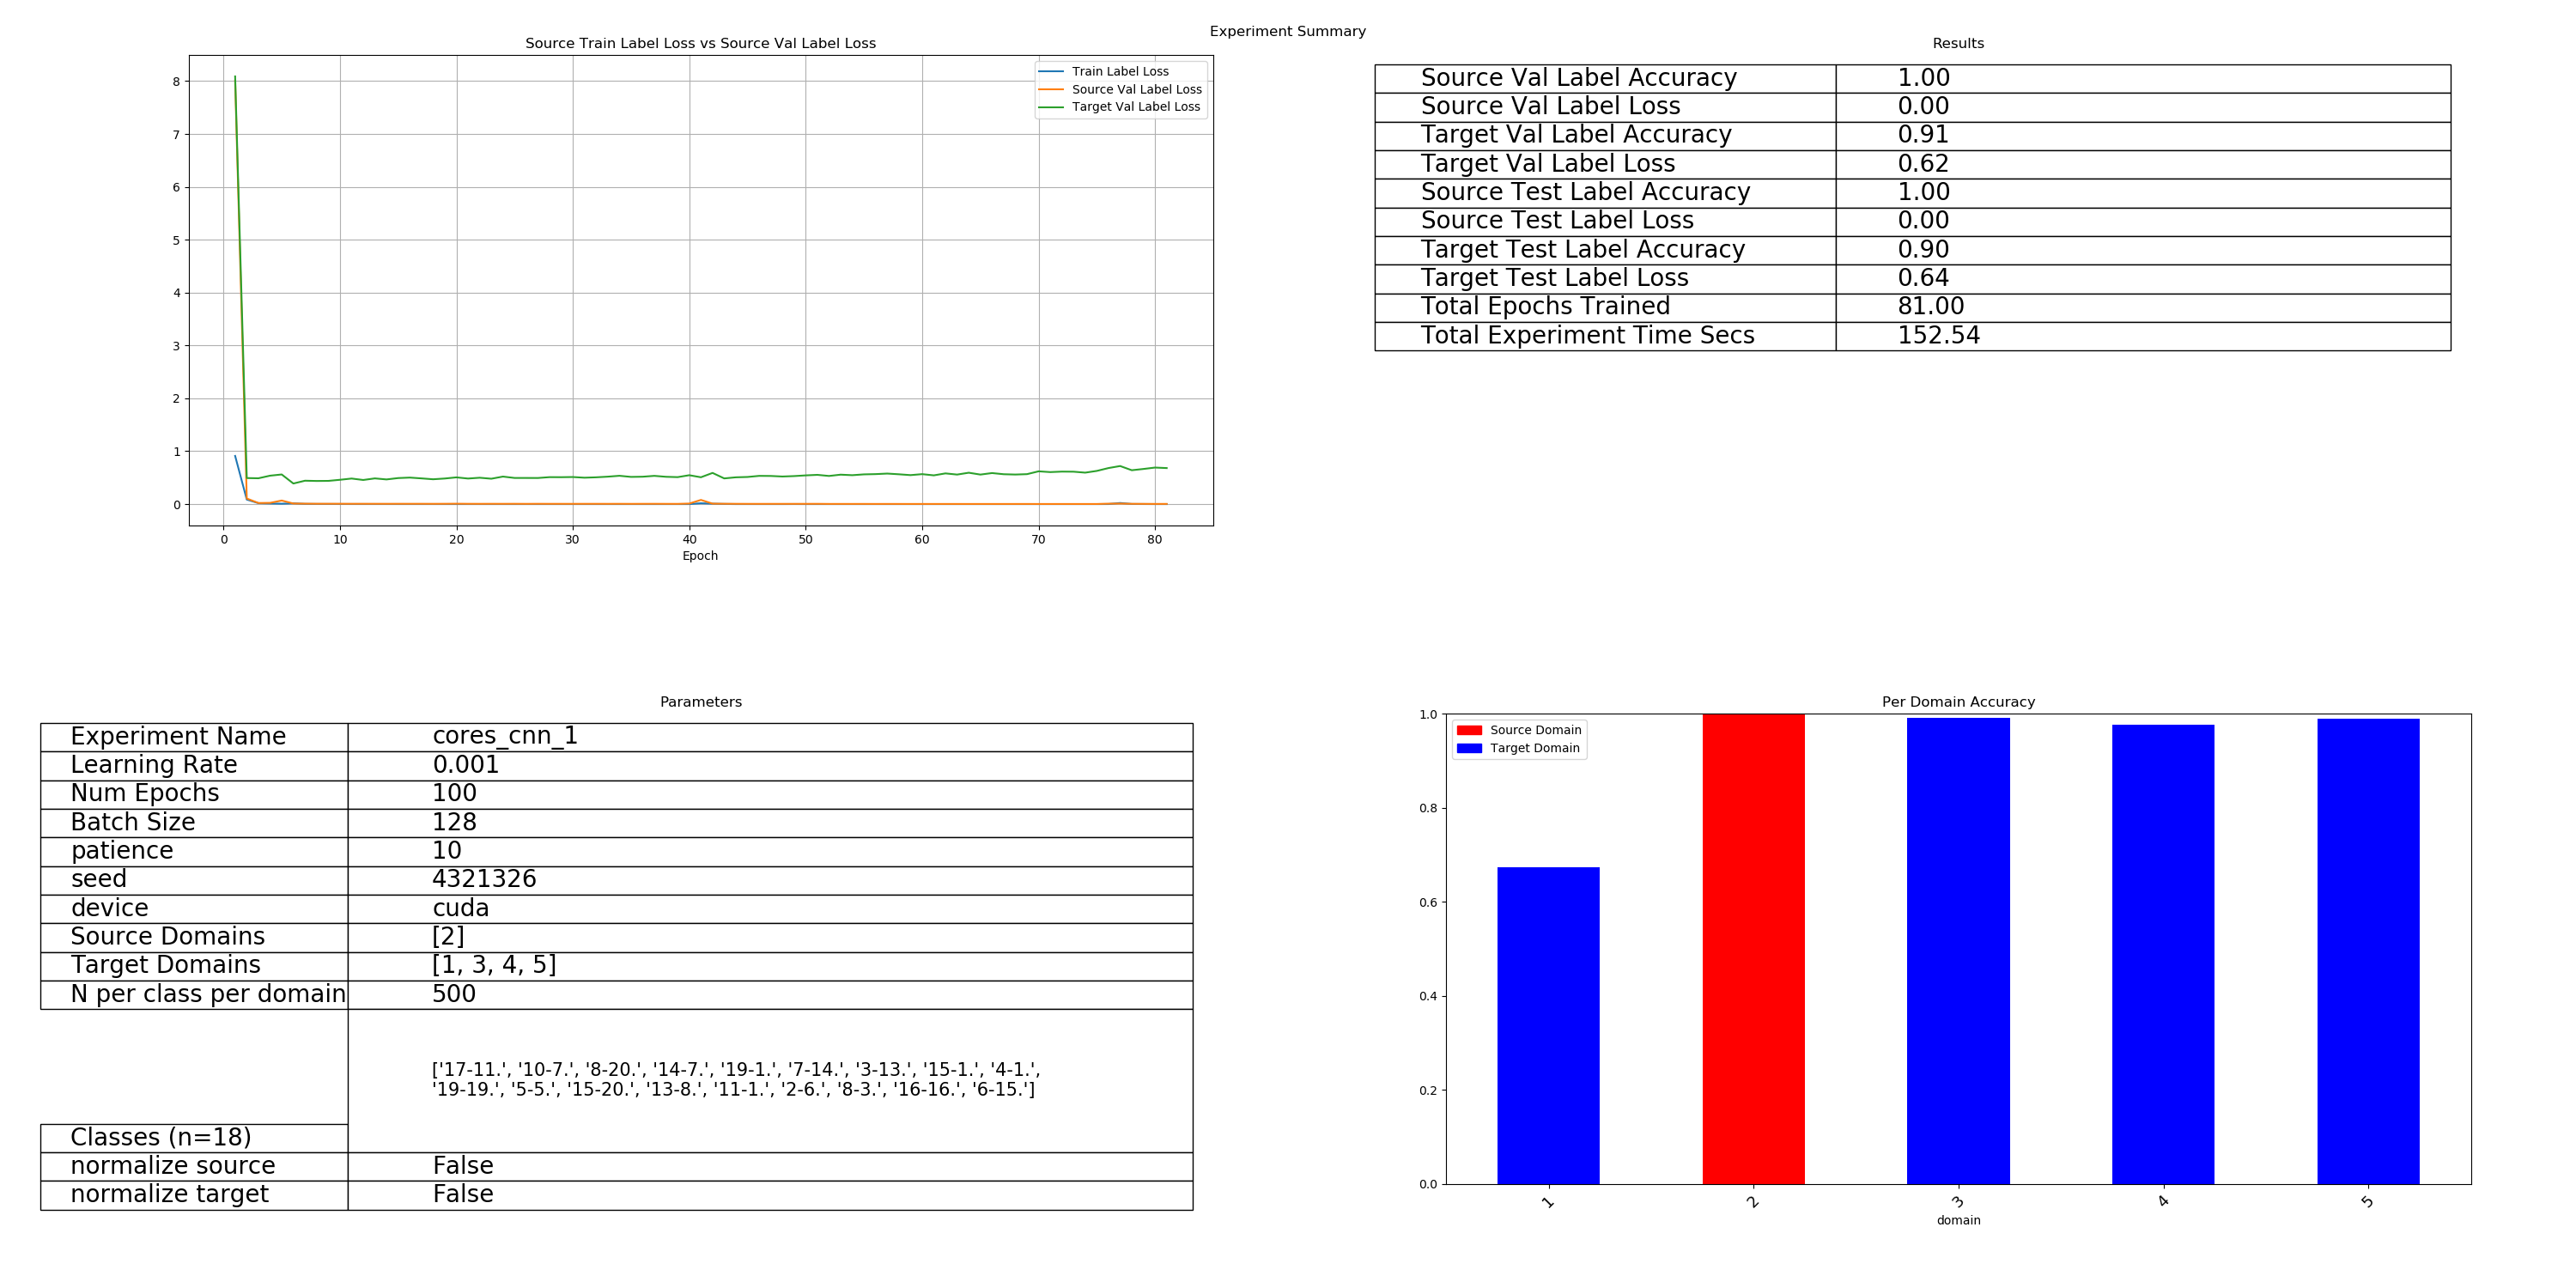 Experiment Summary
Source Train Label Loss vs Source Val Label Loss
8
7
6
5
4
3
2
1
0
Train Label Loss
Source Val Label Loss
Target Val Label Loss
0 10 20 30 40 50 60 70 80
Epoch
Results
Source Val Label Accuracy 1.00
Source Val Label Loss 0.00
Target Val Label Accuracy 0.91
Target Val Label Loss 0.62
Source Test Label Accuracy 1.00
Source Test Label Loss 0.00
Target Test Label Accuracy 0.90
Target Test Label Loss 0.64
Total Epochs Trained 81.00
Total Experiment Time Secs 152.54
Parameters
Experiment Name cores_cnn_1
Learning Rate 0.001
Num Epochs 100
Batch Size 128
patience 10
seed 4321326
device cuda
Source Domains [2]
Target Domains [1, 3, 4, 5]
N per class per domain 500
['17-11.', '10-7.', '8-20.', '14-7.', '19-1.', '7-14.', '3-13.', '15-1.', '4-1.',
'19-19.', '5-5.', '15-20.', '13-8.', '11-1.', '2-6.', '8-3.', '16-16.', '6-15.']
Classes (n=18)
normalize source False
normalize target False
Per Domain Accuracy
1.0
0.8
0.6
0.4
0.2
0.0
Source Domain
Target Domain
1 2 3 4 5
domain